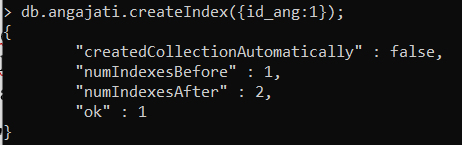 > db.angajati.createIndex({id_ang:1});
{
        "createdCollectionAutomatically" : false,
        "numIndexesBefore" : 1,
        "numIndexesAfter" : 2,
        "ok" : 1
}